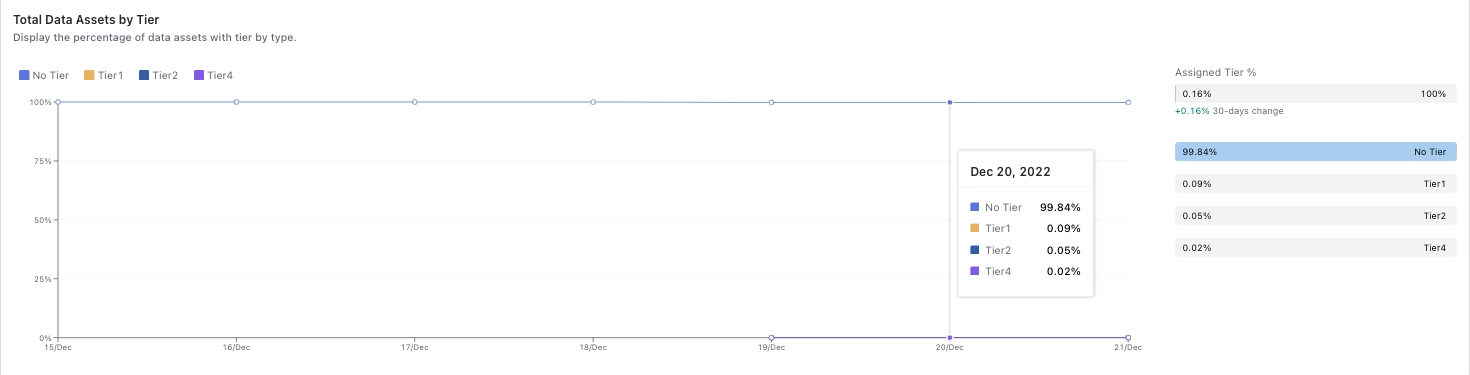 Total Data Assets by Tier
Display the percentage of data assets with tier by type.
No Tier Tier1 Tier2 Tier4
100%
75%
50%
25%
0%
15/Dec 16/Dec 17/Dec 18/Dec 19/Dec 20/Dec 21/Dec
Dec 20, 2022
No Tier 99.84%
Tier1 0.09%
Tier2 0.05%
Tier4 0.02%
Assigned Tier %
0.16% 100%
+0.16% 30-days change
99.84% No Tier
0.09% Tier1
0.05% Tier2
0.02% Tier4